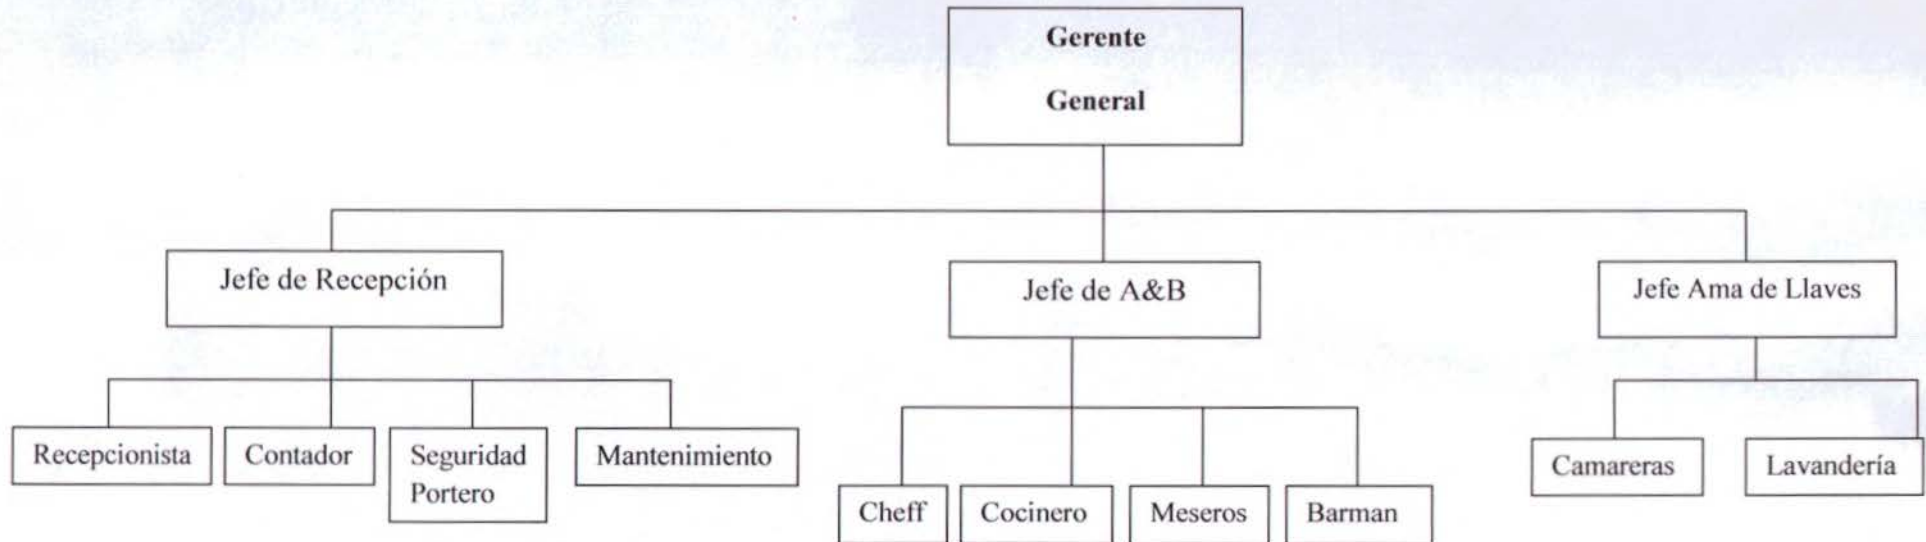 Gerente
General
Jefe de Recepción
Jefe de A&B
Jefe Ama de Llaves
Recepcionista
Contador
Seguridad
Portero
Mantenimiento
Cheff
Cocinero
Meseros
Barman
Camareras
Lavandería